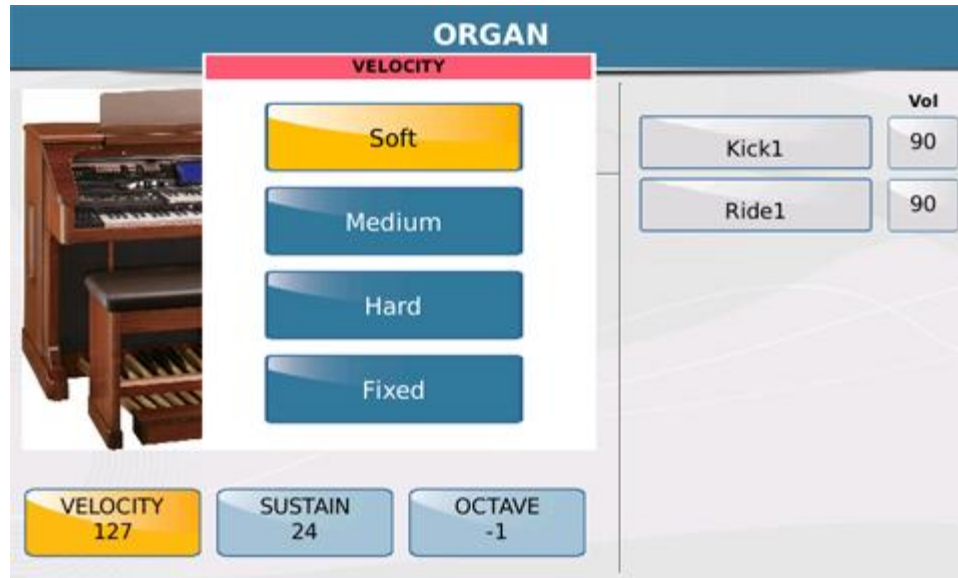 ORGAN
VELOCITY
Soft
Medium
Hard
Fixed
Vol
Kick1
90
Ride1
90
VELOCITY
127
SUSTAIN
24
OCTAVE
-1